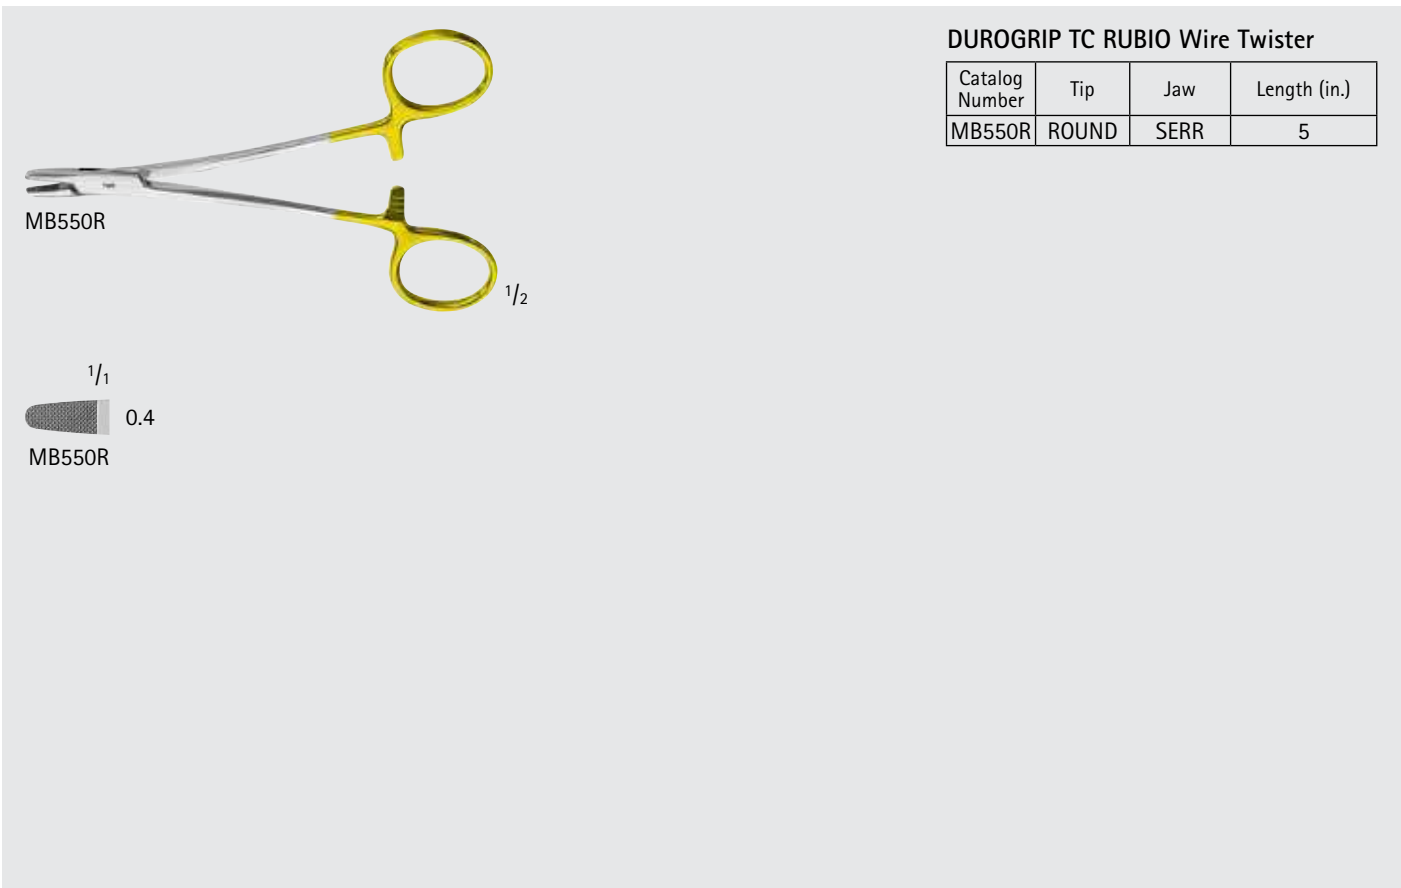 DUROGRIP TC RUBIO Wire Twister
Catalog Number Tip Jaw Length (in.)
MB550R ROUND SERR 5
MB550R
1/2
1/1
0.4
MB550R